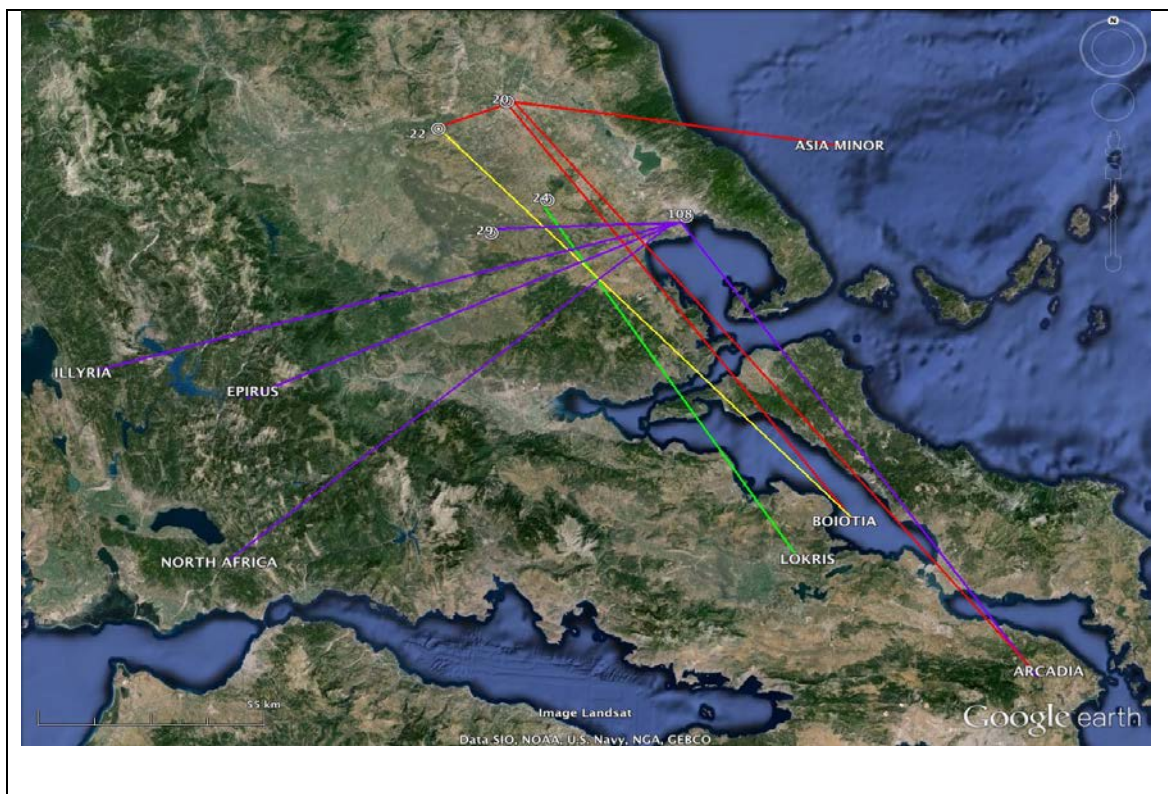 N
20
22
ASIA MINOR
24
108
29
ILLYRIA
EPIRUS
BOIOTIA
NORTH AFRICA
LOKRIS
ARCADIA
55 km
Image Landsat
Google earth
Data SIO, NOAA, U.S. Navy, NGA, GEBCO